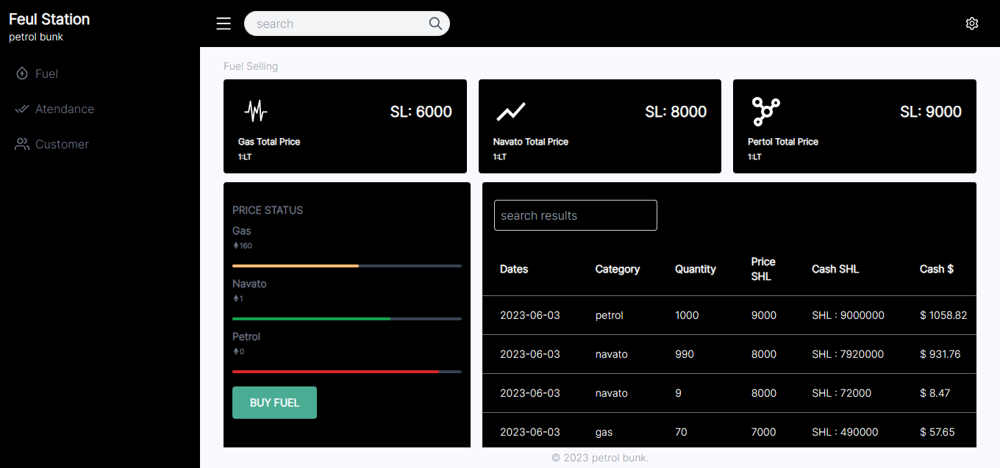 Feul Station
petrol bunk
Fuel
Atendance
Customer
search
Fuel Selling
SL: 6000
Gas Total Price
1:LT
SL: 8000
Navato Total Price
1:LT
SL: 9000
Pertol Total Price
1:LT
PRICE STATUS
Gas
160
Navato
1
Petrol
0
BUY FUEL
search results
Dates Category Quantity Price SHL Cash SHL Cash $
2023-06-03 petrol 1000 9000 SHL : 9000000 $ 1058.82
2023-06-03 navato 990 8000 SHL : 7920000 $ 931.76
2023-06-03 navato 9 8000 SHL : 72000 $ 8.47
2023-06-03 gas 70 7000 SHL : 490000 $ 57.65
© 2023 petrol bunk.